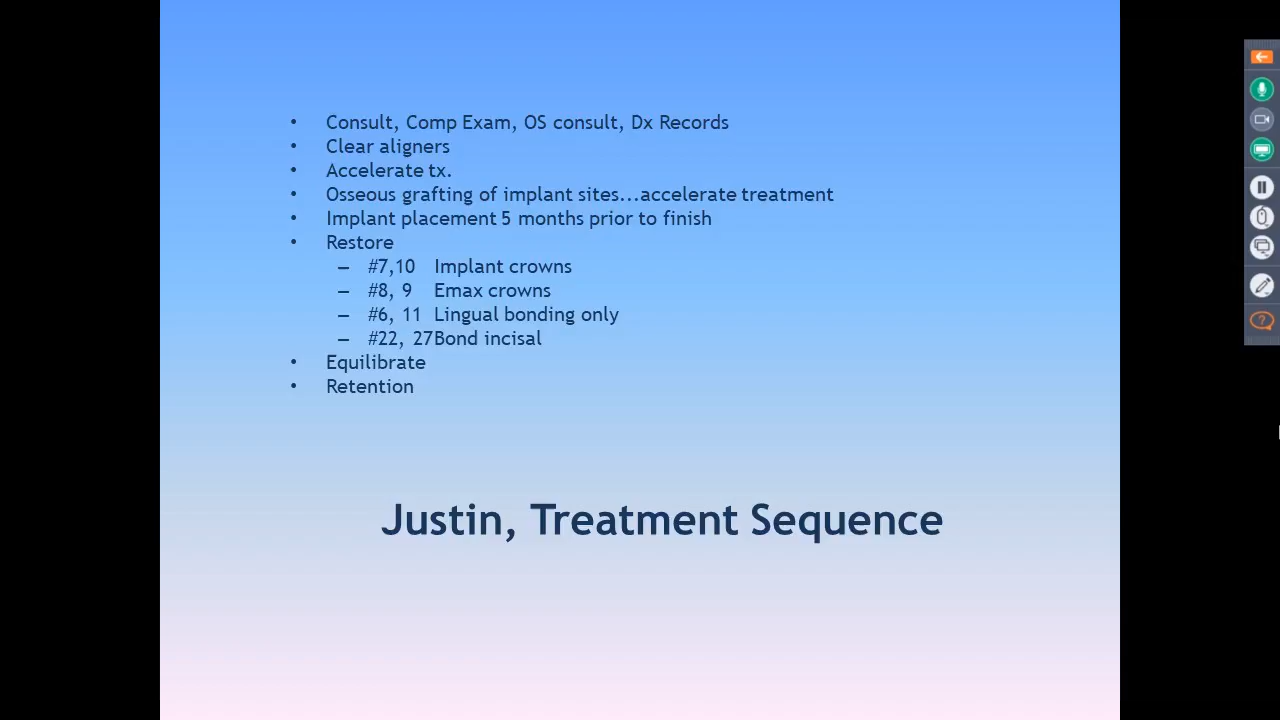 • Consult, Comp Exam, OS consult, Dx Records
• Clear aligners
• Accelerate tx.
• Osseous grafting of implant sites...accelerate treatment
• Implant placement 5 months prior to finish
• Restore
– #7,10 Implant crowns
– #8, 9 Emax crowns
– #6, 11 Lingual bonding only
– #22, 27Bond incisal
• Equilibrate
• Retention
Justin, Treatment Sequence